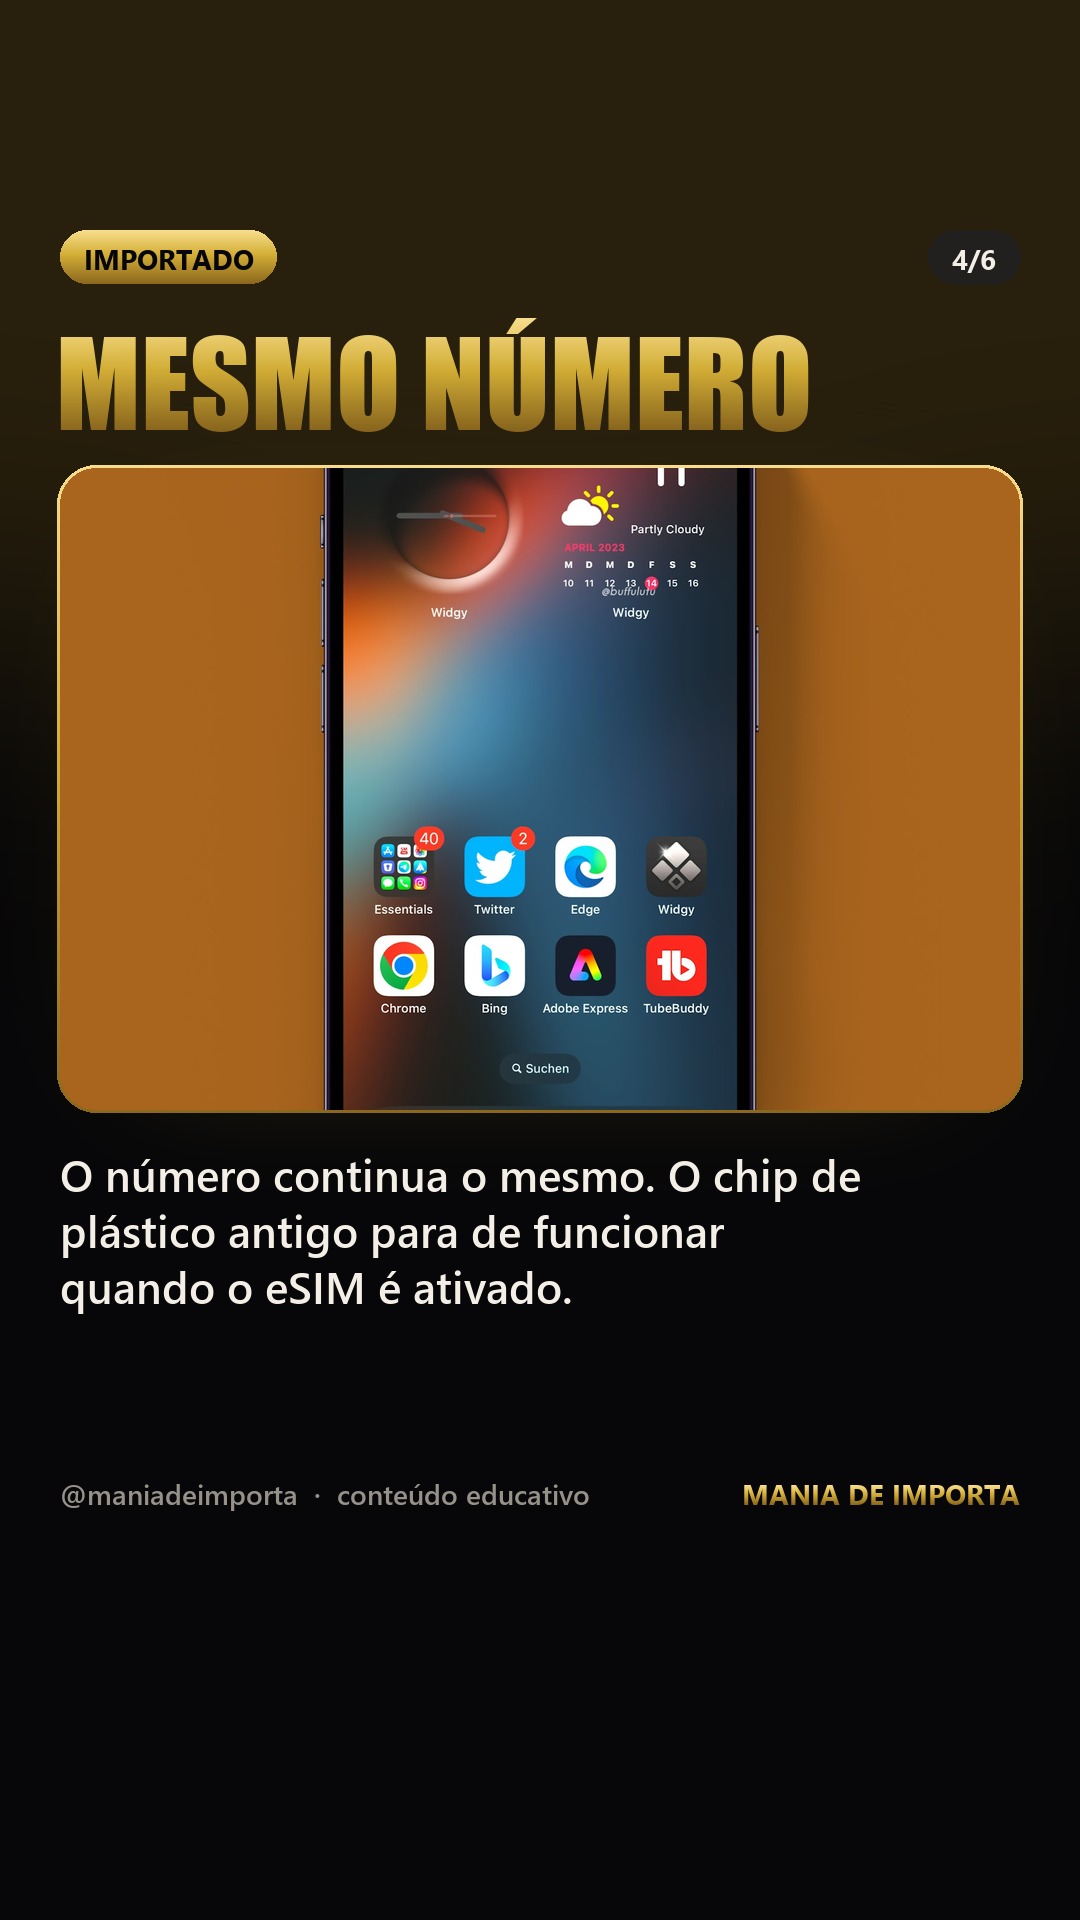 IMPORTADO
4/6
MESMO NÚMERO
Partly Cloudy
APRIL 2023
M D M D F S S
10 11 12 13 14 15 16
@buffulufu
Widgy
Widgy
40
2
Essentials
Twitter
Edge
Widgy
Chrome
Bing
Adobe Express
TubeBuddy
Suchen
O número continua o mesmo. O chip de
plástico antigo para de funcionar
quando o eSIM é ativado.
@maniadeimporta · conteúdo educativo
MANIA DE IMPORTA